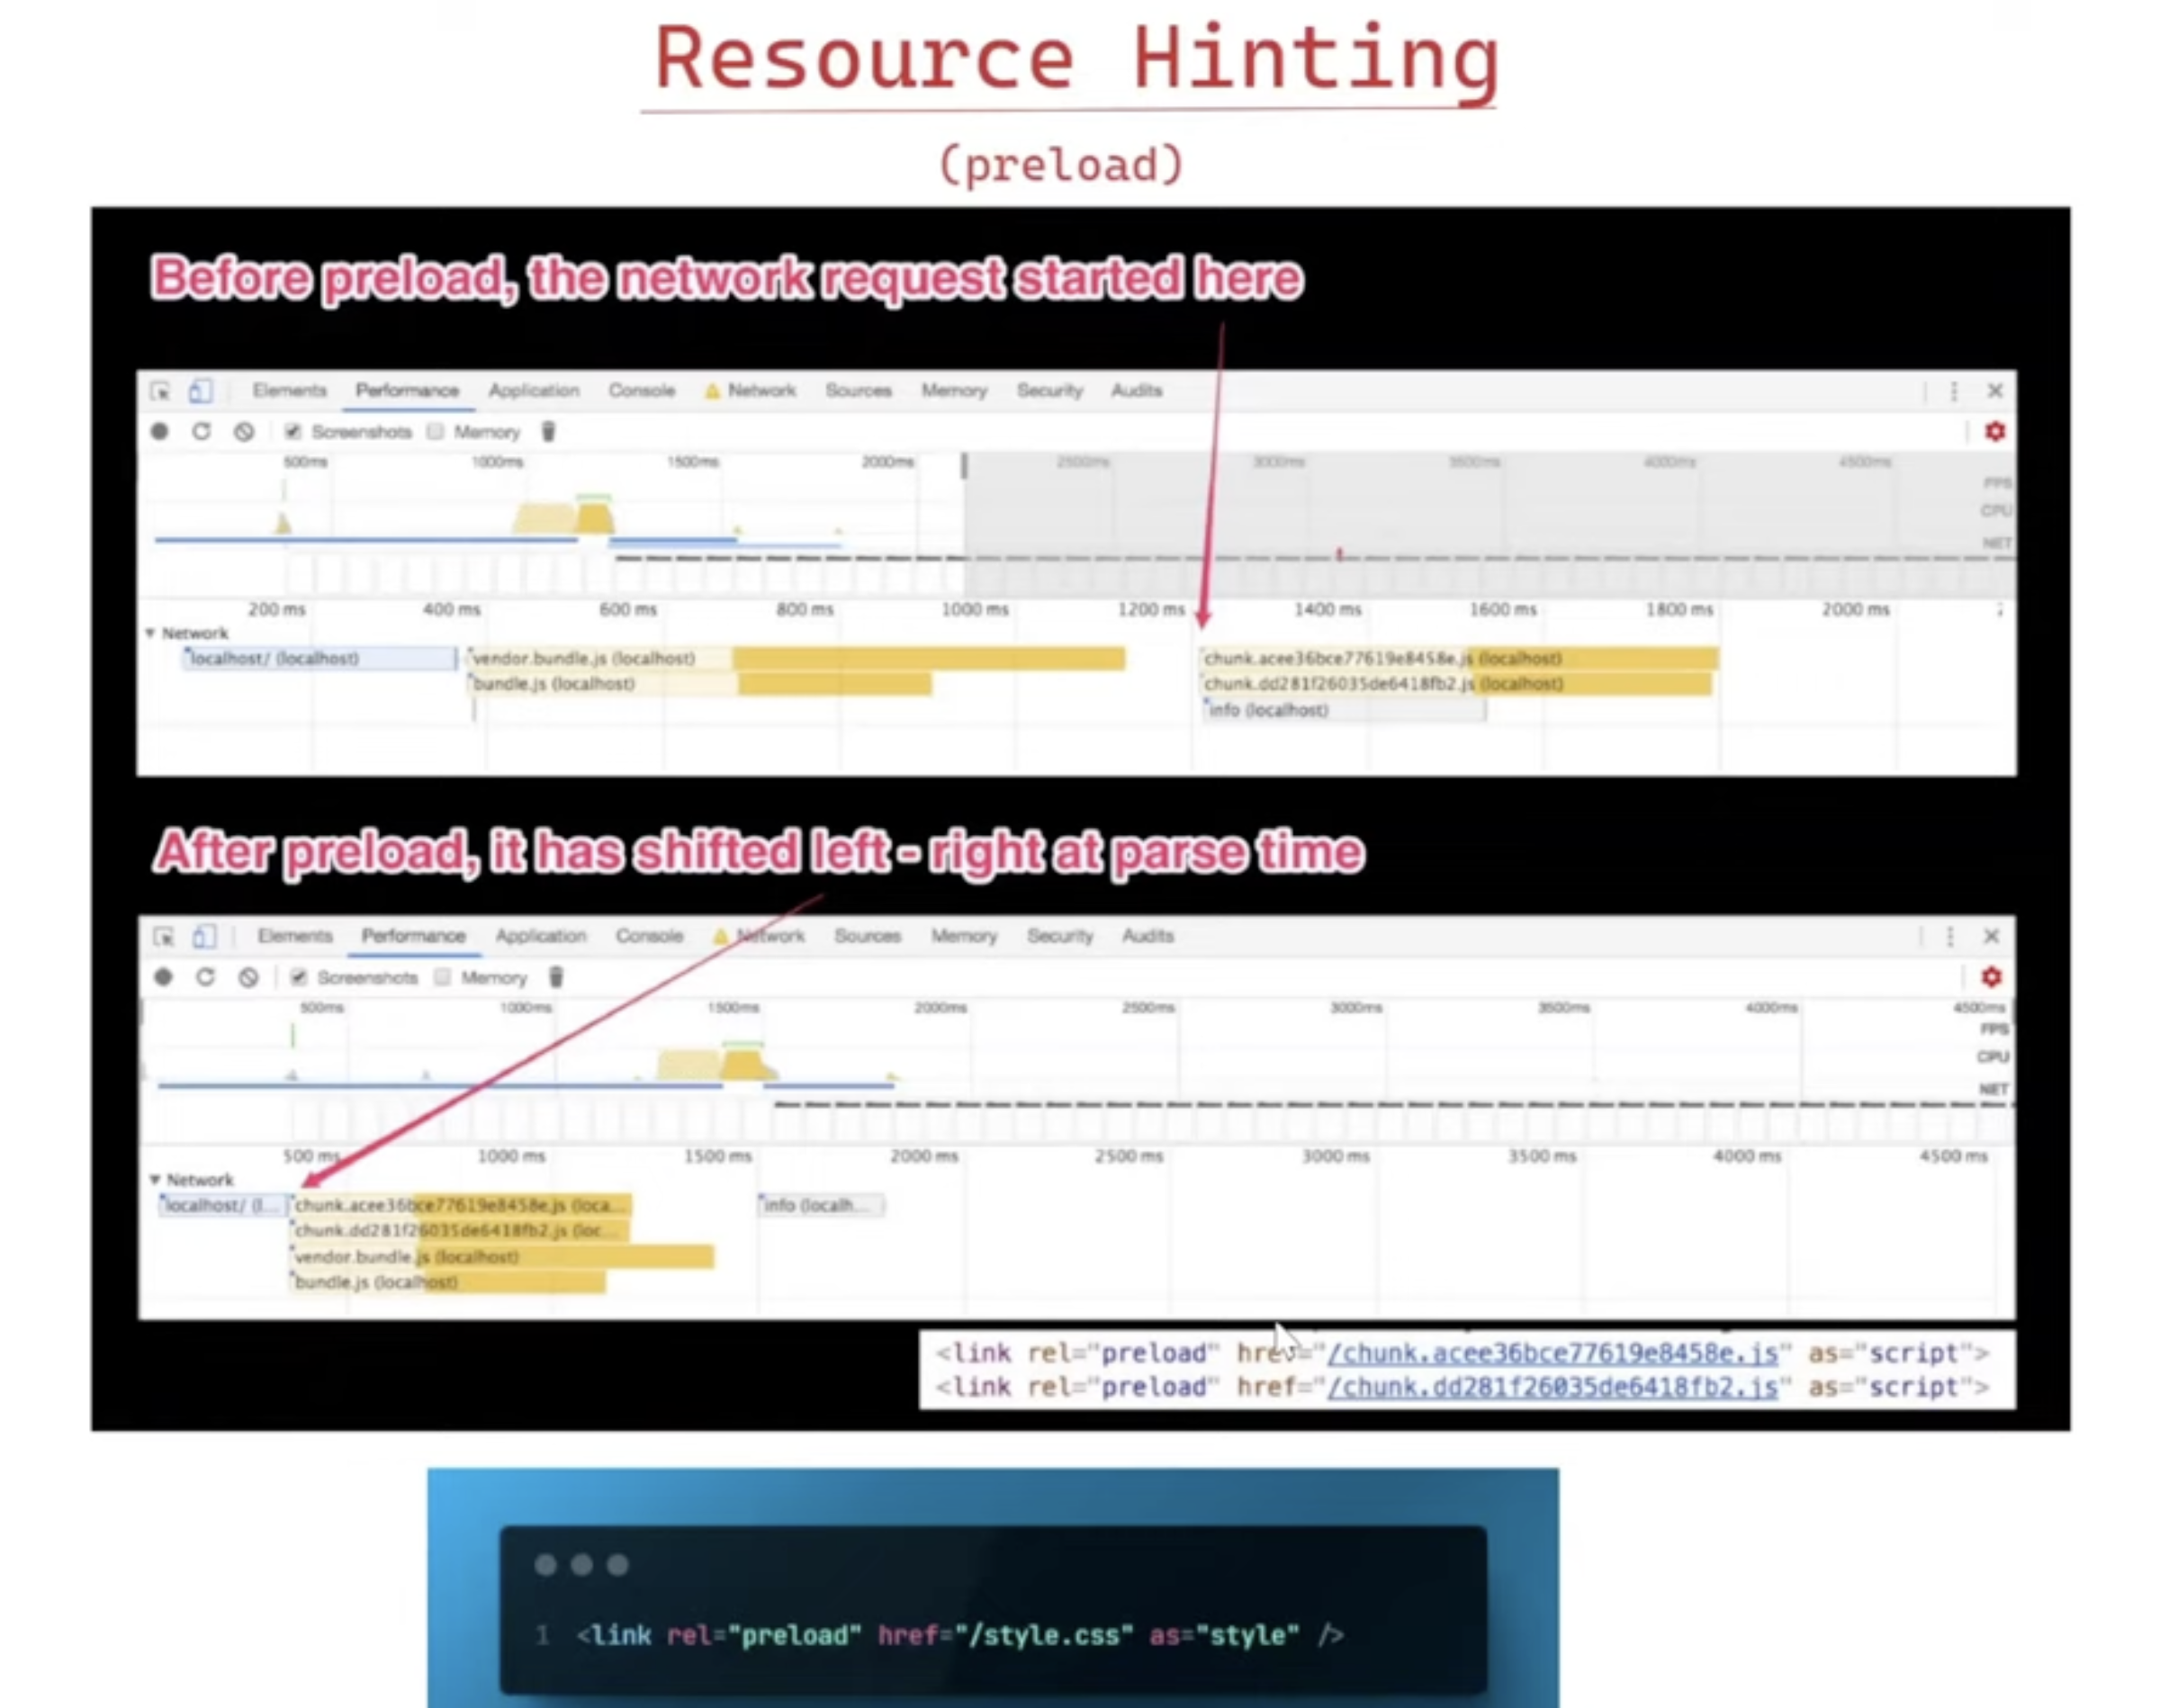 Resource Hinting
(preload)
Before preload, the network request started here
Elements Performance Application Console Network Sources Memory Security Audits
Screenshots Memory
500ms 1000ms 1500ms 2000ms 2500ms 3000ms 3500ms 4000ms 4500ms
FPS
CPU
NET
200 ms 400 ms 600 ms 800 ms 1000 ms 1200 ms 1400 ms 1600 ms 1800 ms 2000 ms
Network
localhost/ (localhost) vendor.bundle.js (localhost) chunk.acee36bce77619e8458e.js (localhost)
bundle.js (localhost) chunk.dd281f26035de6418fb2.js (localhost)
info (localhost)
After preload, it has shifted left - right at parse time
Elements Performance Application Console Network Sources Memory Security Audits
Screenshots Memory
500ms 1000ms 1500ms 2000ms 2500ms 3000ms 3500ms 4000ms 4500ms
FPS
CPU
NET
500 ms 1000 ms 1500 ms 2000 ms 2500 ms 3000 ms 3500 ms 4000 ms 4500 ms
Network
localhost/ (l... chunk.acee36bce77619e8458e.js (loca... info (localh...
chunk.dd281f26035de6418fb2.js (loc...
vendor.bundle.js (localhost)
bundle.js (localhost)
<link rel="preload" href="/chunk.acee36bce77619e8458e.js" as="script">
<link rel="preload" href="/chunk.dd281f26035de6418fb2.js" as="script">
1 <link rel="preload" href="/style.css" as="style" />